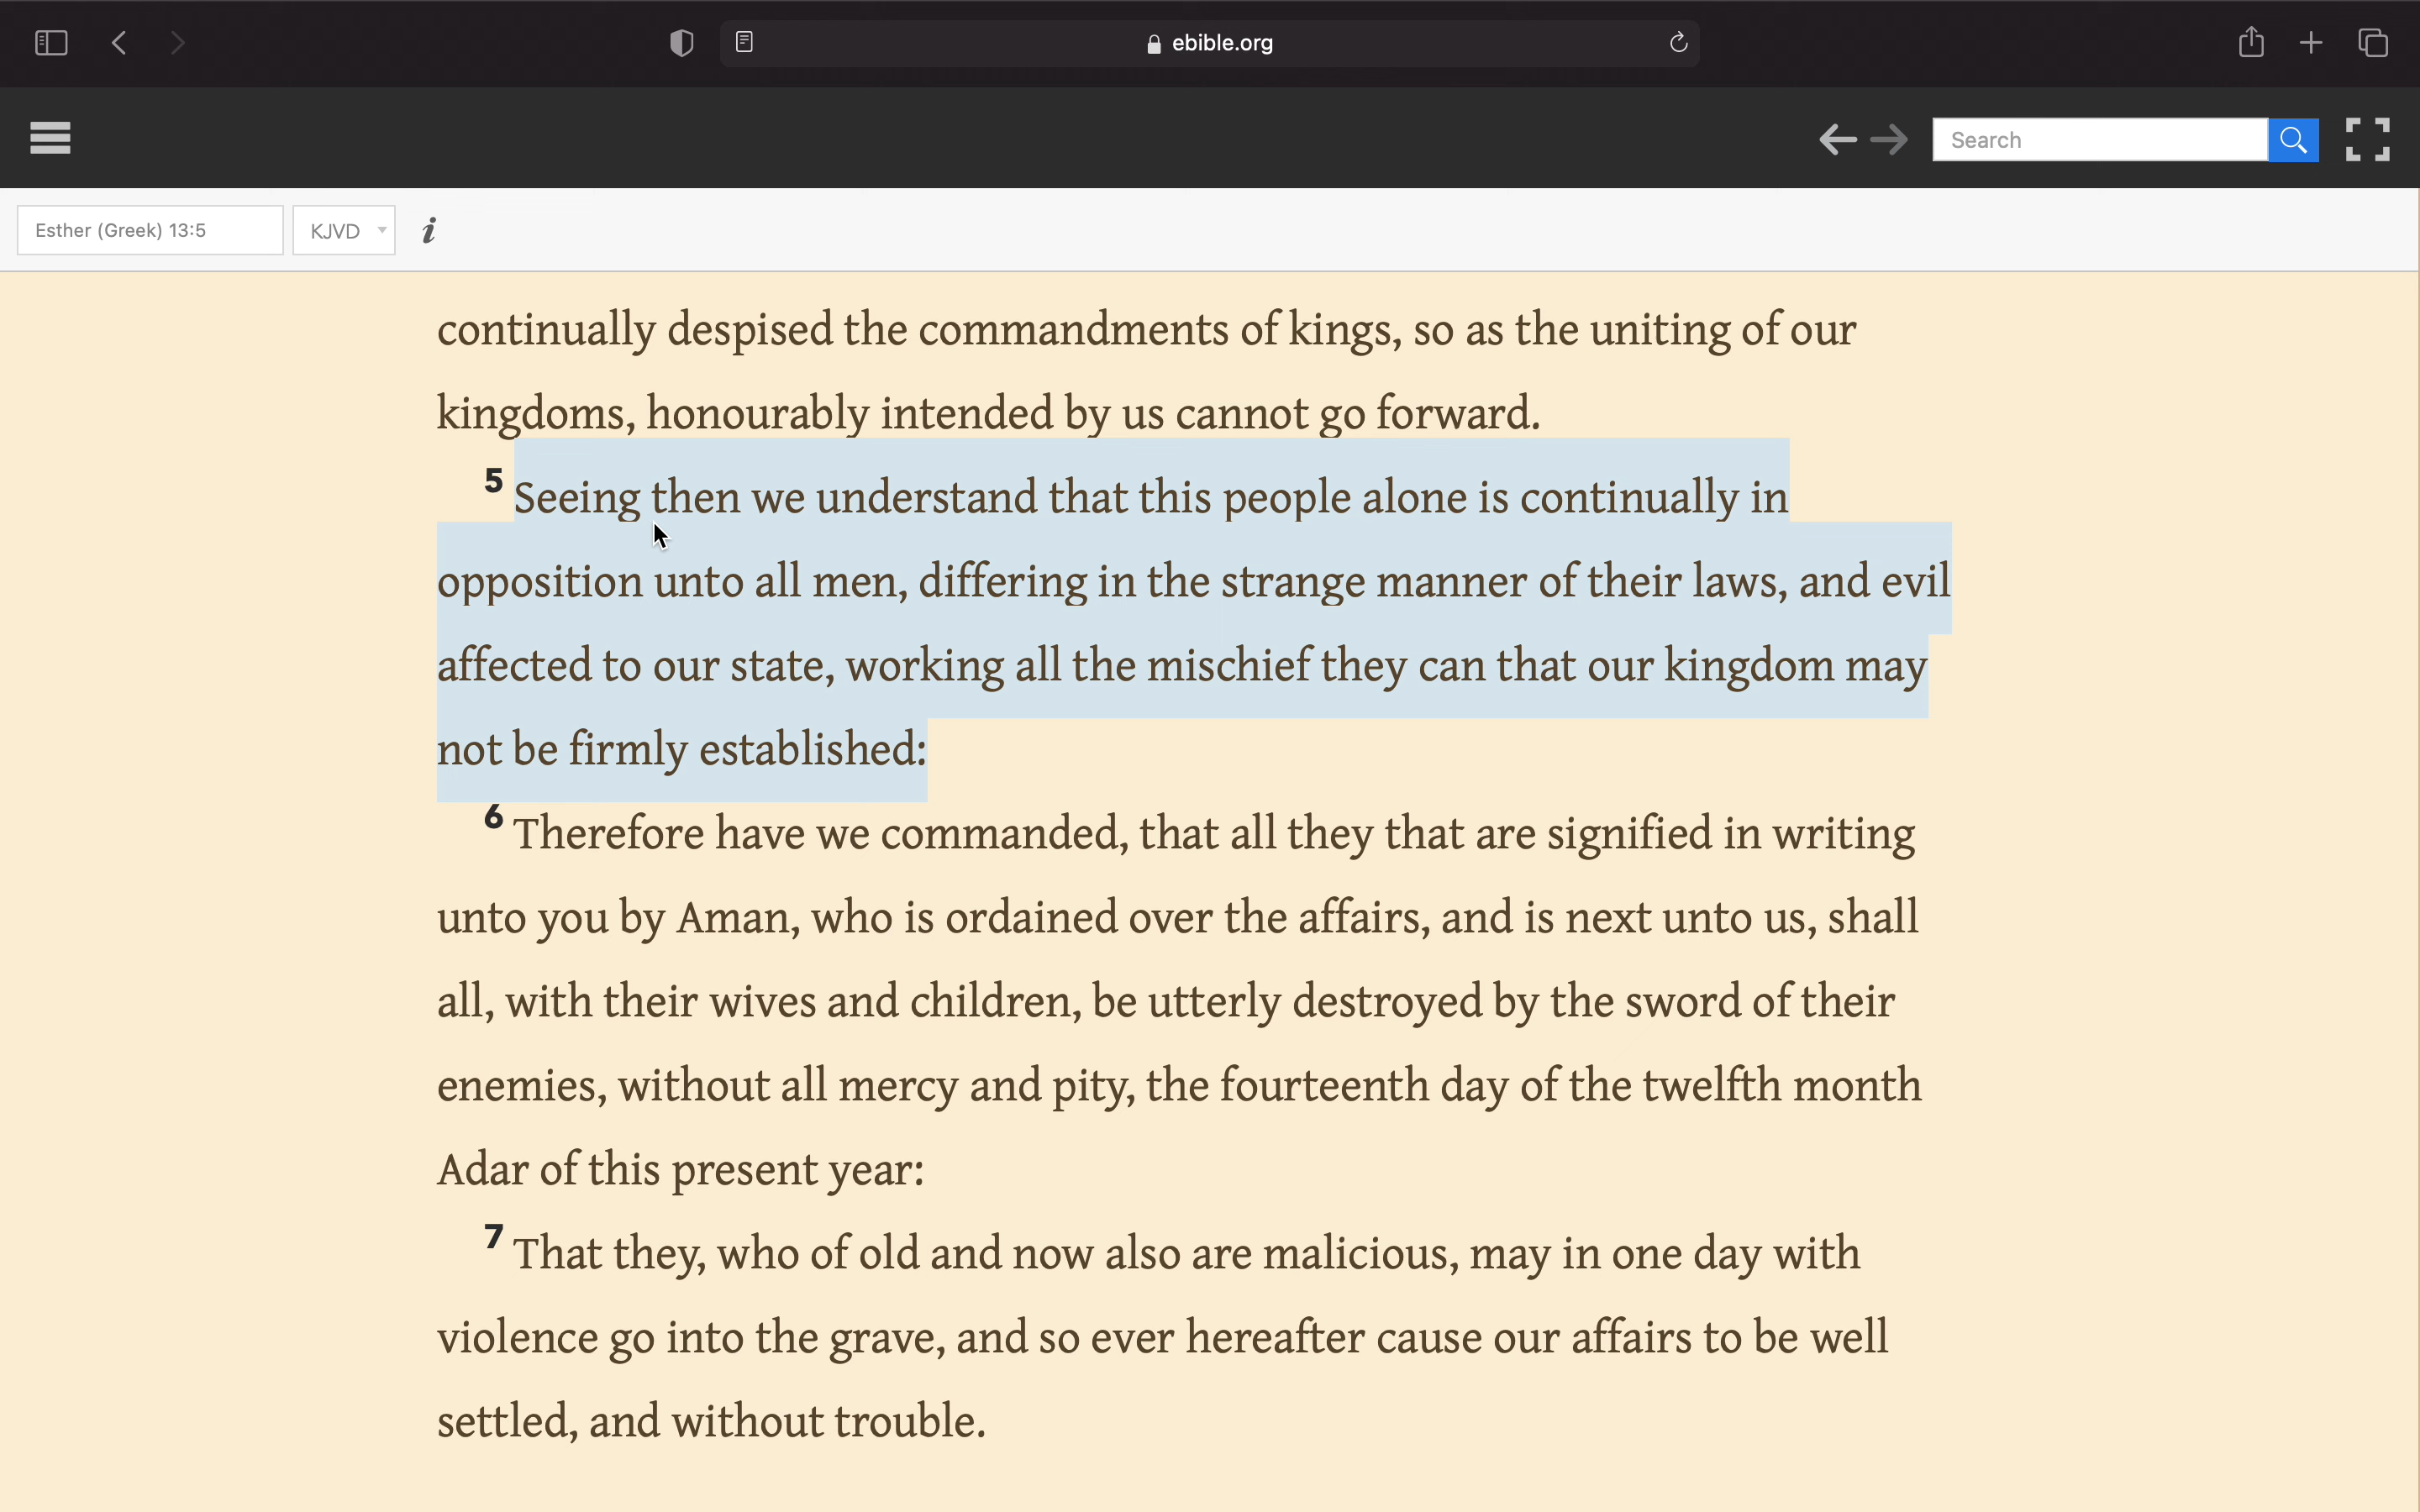 ebible.org
Search
Esther (Greek) 13:5 KJVD i
continually despised the commandments of kings, so as the uniting of our
kingdoms, honourably intended by us cannot go forward.
5 Seeing then we understand that this people alone is continually in
opposition unto all men, differing in the strange manner of their laws, and evil
affected to our state, working all the mischief they can that our kingdom may
not be firmly established:
6 Therefore have we commanded, that all they that are signified in writing
unto you by Aman, who is ordained over the affairs, and is next unto us, shall
all, with their wives and children, be utterly destroyed by the sword of their
enemies, without all mercy and pity, the fourteenth day of the twelfth month
Adar of this present year:
7 That they, who of old and now also are malicious, may in one day with
violence go into the grave, and so ever hereafter cause our affairs to be well
settled, and without trouble.